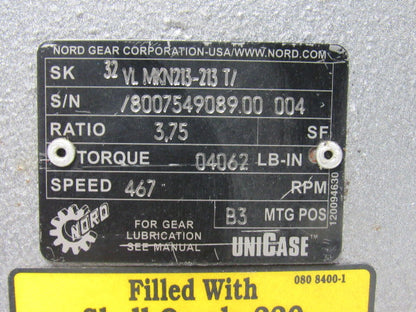 NORD GEAR CORPORATION-USA/WWW.NORD.COM
SK 32 VL MKN213-213 T/
S/N /8007549089.00 004
RATIO 3,75 SF
TORQUE 04062 LB-IN
SPEED 467 RPM
B3 MTG POS
NORD
FOR GEAR
LUBRICATION
SEE MANUAL
UNICASE™
120094630
080 8400-1
Filled With